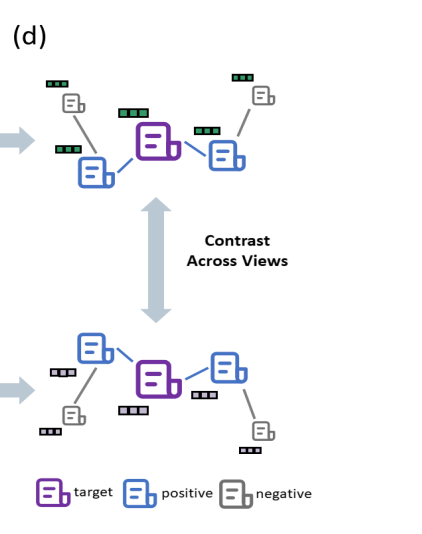 (d)
Contrast
Across Views
target positive negative